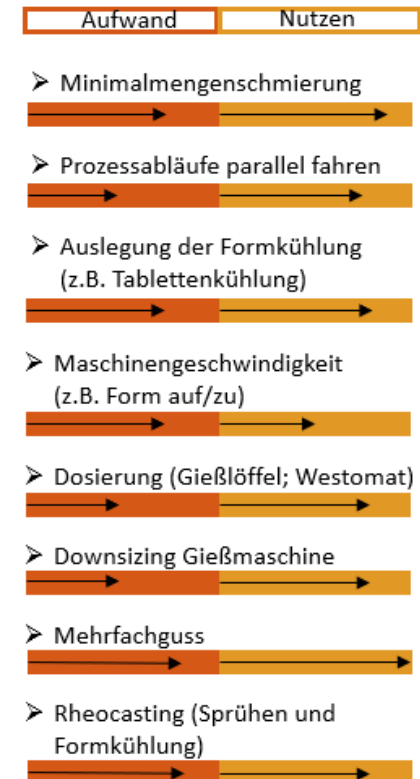 Aufwand Nutzen
➢ Minimalmengenschmierung
➢ Prozessabläufe parallel fahren
➢ Auslegung der Formkühlung
(z.B. Tablettenkühlung)
➢ Maschinengeschwindigkeit
(z.B. Form auf/zu)
➢ Dosierung (Gießlöffel; Westomat)
➢ Downsizing Gießmaschine
➢ Mehrfachguss
➢ Rheocasting (Sprühen und
Formkühlung)